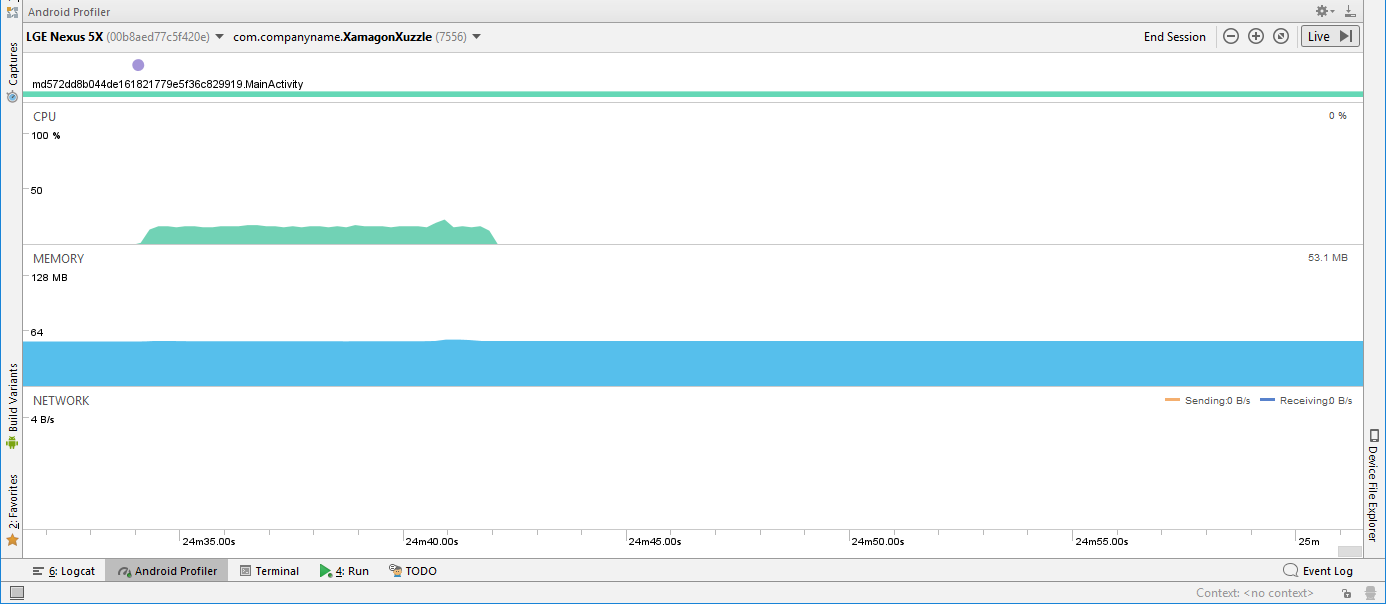 Android Profiler
LGE Nexus 5X (00b8aed77c5f420e) com.companyname.XamagonXuzzle (7556) End Session Live
Captures
md572dd8b044de161821779e5f36c829919.MainActivity
CPU 0 %
100 %
50
MEMORY 53.1 MB
128 MB
64
Build Variants
NETWORK Sending:0 B/s Receiving:0 B/s
4 B/s
Device File Explorer
2: Favorites
24m35.00s 24m40.00s 24m45.00s 24m50.00s 24m55.00s 25m
6: Logcat Android Profiler Terminal 4: Run TODO Event Log
Context: <no context>